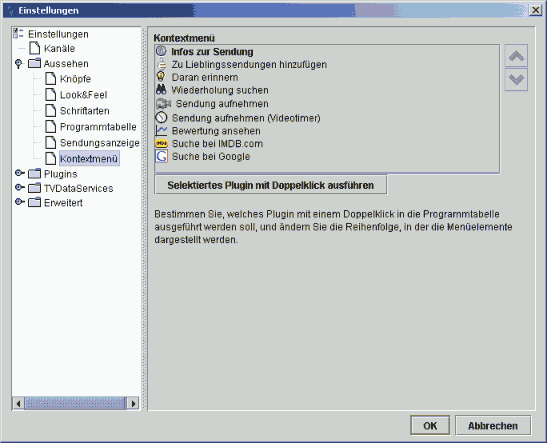 Einstellungen
Einstellungen
Kanäle
Aussehen
Knöpfe
Look&Feel
Schriftarten
Programmtabelle
Sendungsanzeige
Kontextmenü
Plugins
TVDataServices
Erweitert
Kontextmenü
Infos zur Sendung
Zu Lieblingssendungen hinzufügen
Daran erinnern
Wiederholung suchen
Sendung aufnehmen
Sendung aufnehmen (Videotimer)
Bewertung ansehen
IMDb Suche bei IMDB.com
G Suche bei Google
Selektiertes Plugin mit Doppelklick ausführen
Bestimmen Sie, welches Plugin mit einem Doppelklick in die Programmtabelle
ausgeführt werden soll, und ändern Sie die Reihenfolge, in der die Menüelemente
dargestellt werden.
OK
Abbrechen